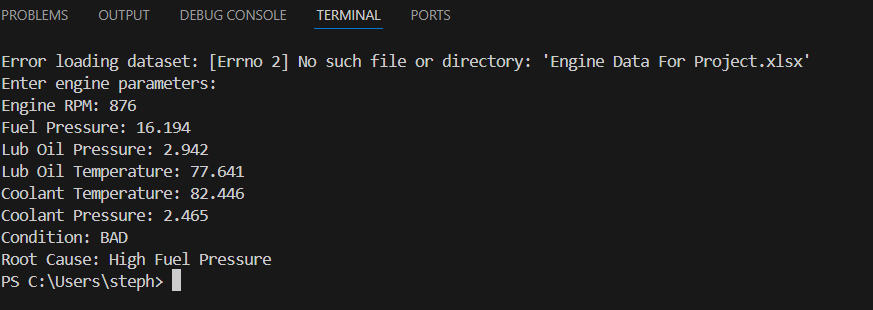 PROBLEMS OUTPUT DEBUG CONSOLE TERMINAL PORTS
Error loading dataset: [Errno 2] No such file or directory: 'Engine Data For Project.xlsx'
Enter engine parameters:
Engine RPM: 876
Fuel Pressure: 16.194
Lub Oil Pressure: 2.942
Lub Oil Temperature: 77.641
Coolant Temperature: 82.446
Coolant Pressure: 2.465
Condition: BAD
Root Cause: High Fuel Pressure
PS C:\Users\steph>